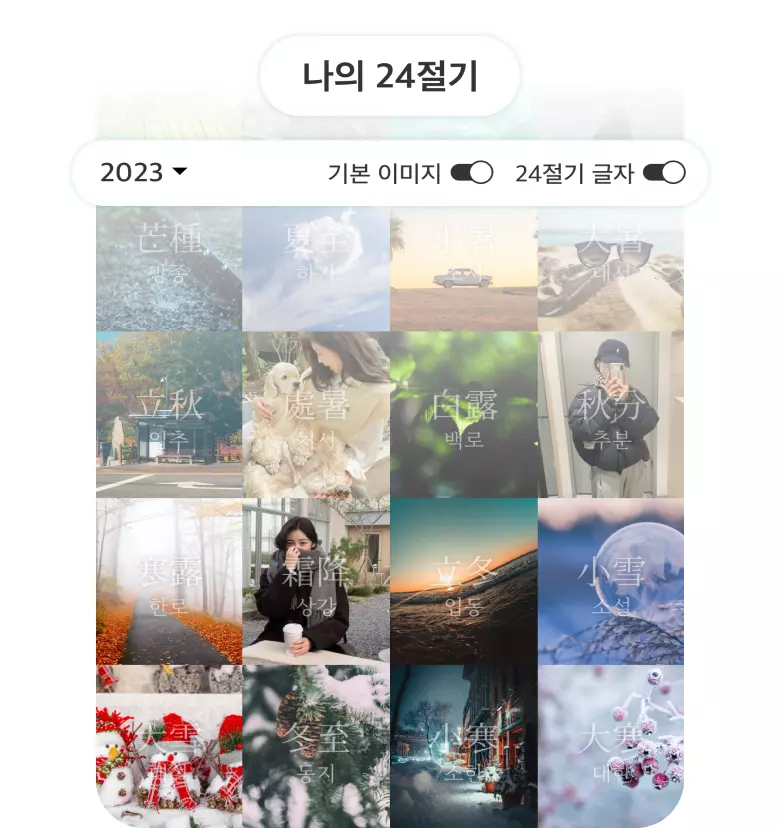 나의 24절기
2023
기본 이미지
24절기 글자
芒種
망종
夏至
하지
小暑
소서
大暑
대서
立秋
입추
處暑
처서
白露
백로
秋分
추분
寒露
한로
霜降
상강
立冬
입동
小雪
소설
大雪
대설
冬至
동지
小寒
소한
大寒
대한